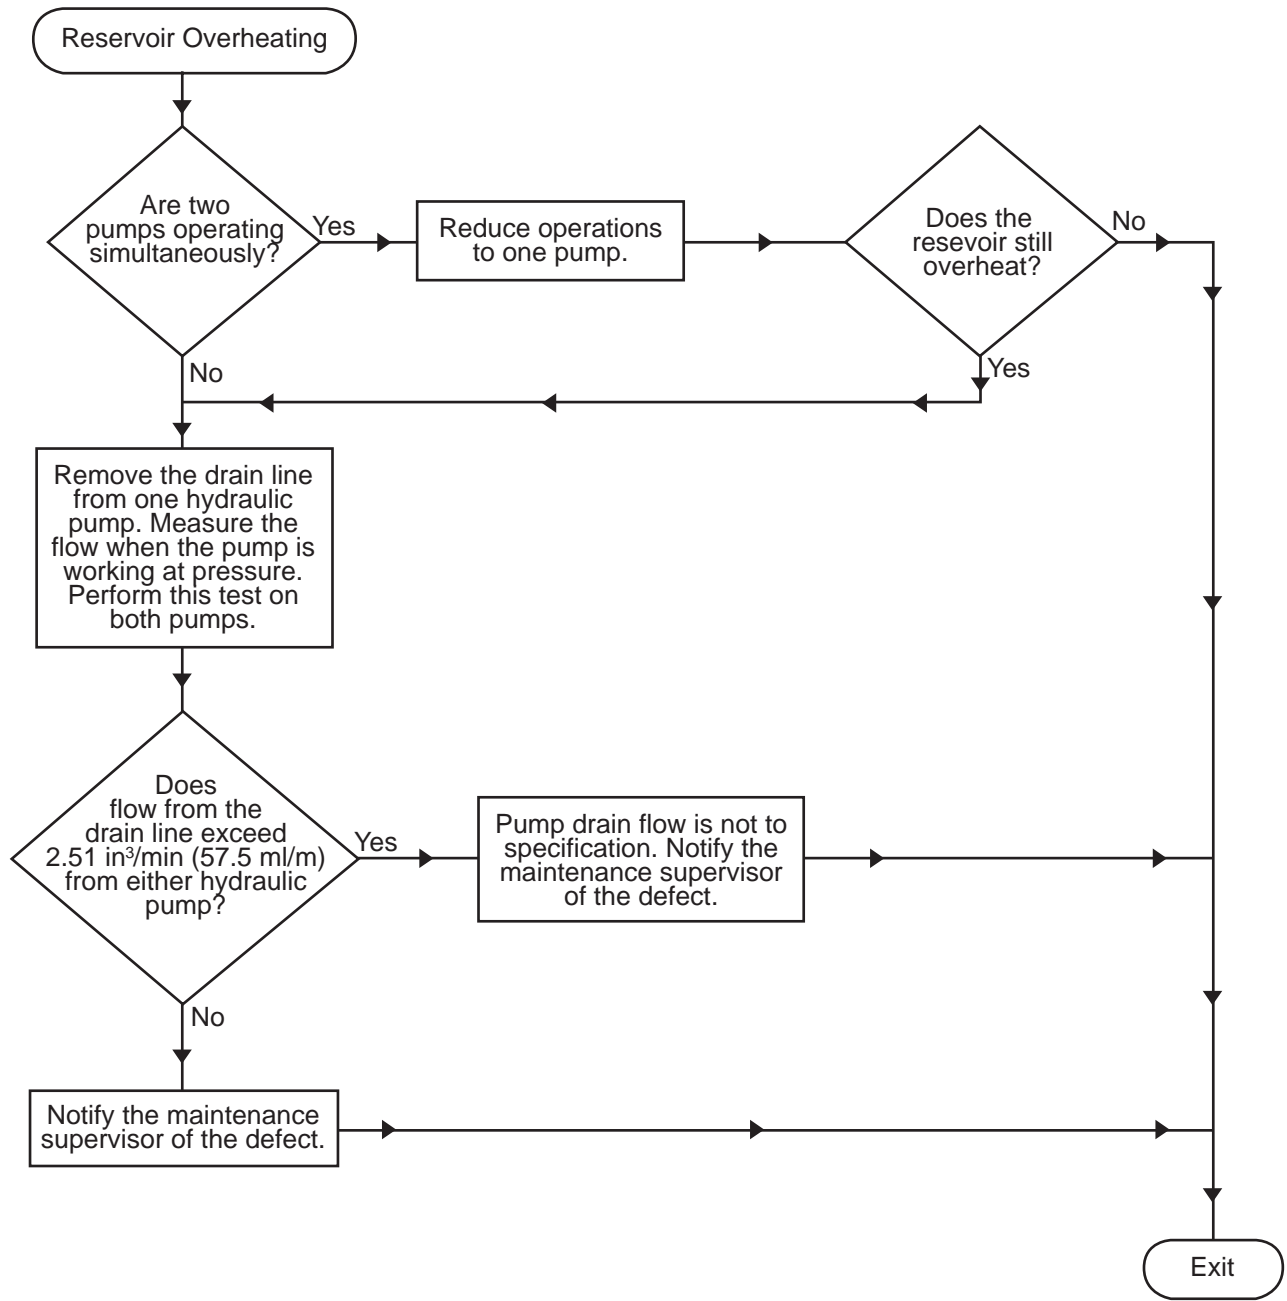 Reservoir Overheating
Are two
pumps operating
simultaneously?
Yes
Reduce operations
to one pump.
Does the
resevoir still
overheat?
No
Yes
No
Remove the drain line
from one hydraulic
pump. Measure the
flow when the pump is
working at pressure.
Perform this test on
both pumps.
Does
flow from the
drain line exceed
2.51 in³/min (57.5 ml/m)
from either hydraulic
pump?
Yes
Pump drain flow is not to
specification. Notify the
maintenance supervisor
of the defect.
No
Notify the maintenance
supervisor of the defect.
Exit